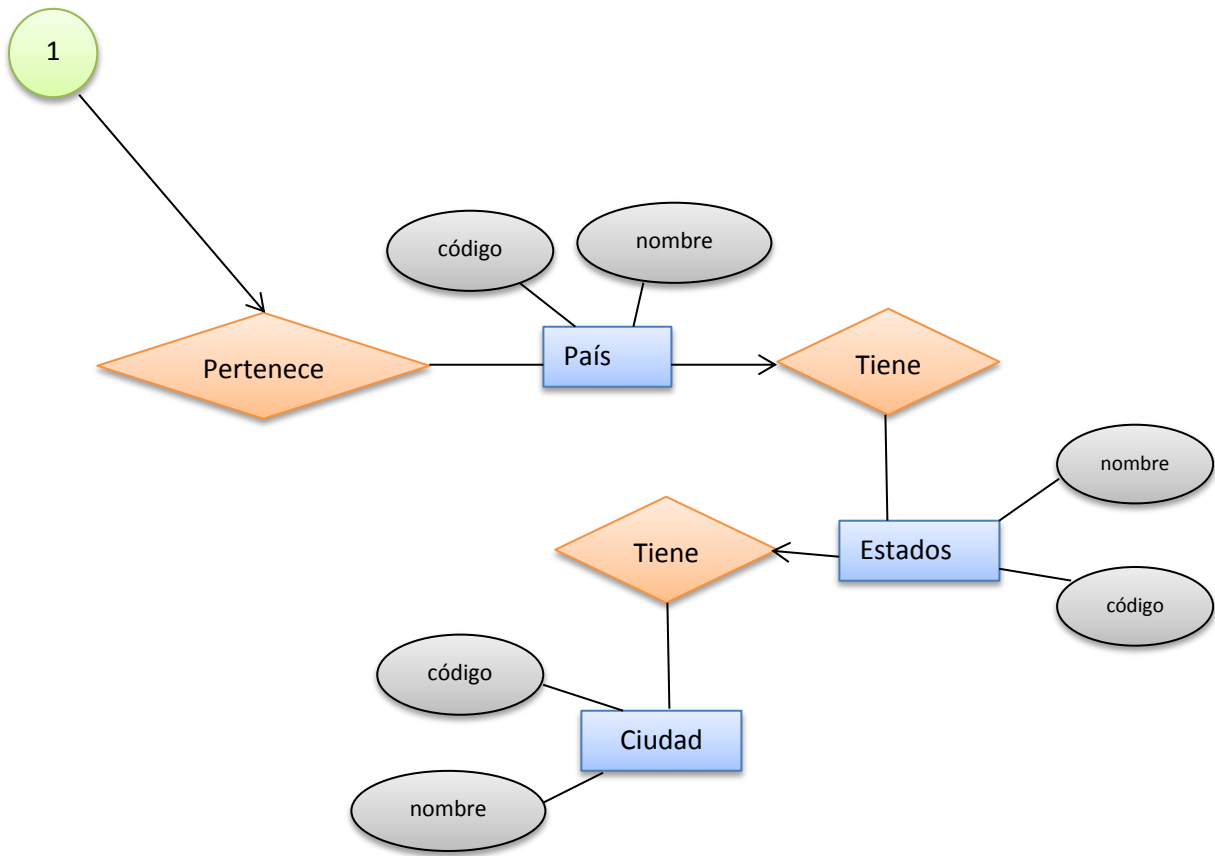 1
código
nombre
Pertenece
País
Tiene
nombre
Tiene
Estados
código
código
Ciudad
nombre